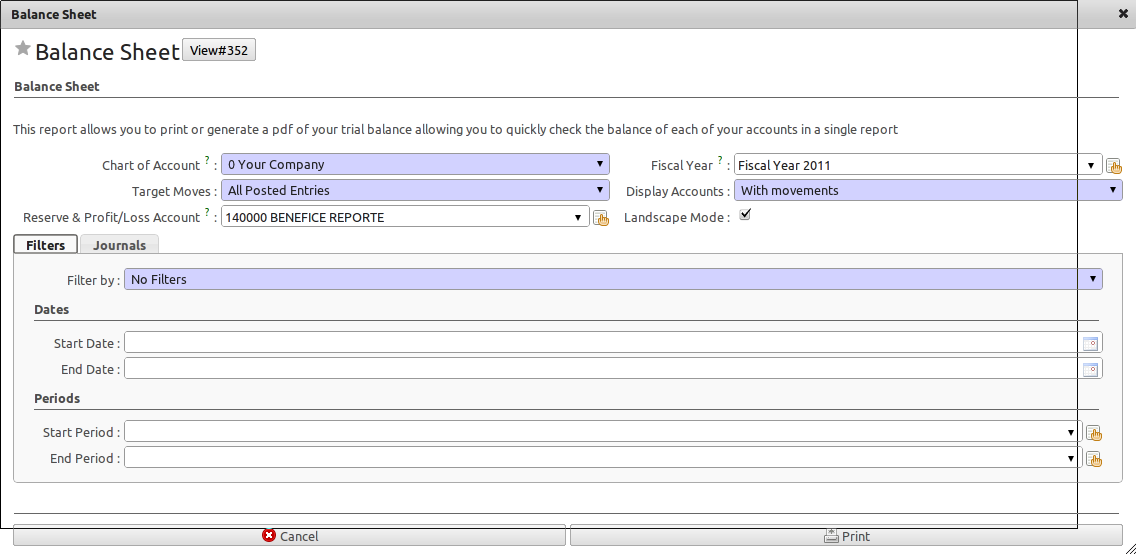 Balance Sheet
Balance Sheet View#352
Balance Sheet
This report allows you to print or generate a pdf of your trial balance allowing you to quickly check the balance of each of your accounts in a single report
Chart of Account ? : 0 Your Company Fiscal Year ? : Fiscal Year 2011
Target Moves : All Posted Entries Display Accounts : With movements
Reserve & Profit/Loss Account ? : 140000 BENEFICE REPORTE Landscape Mode :
Filters Journals
Filter by : No Filters
Dates
Start Date :
End Date :
Periods
Start Period :
End Period :
Cancel Print